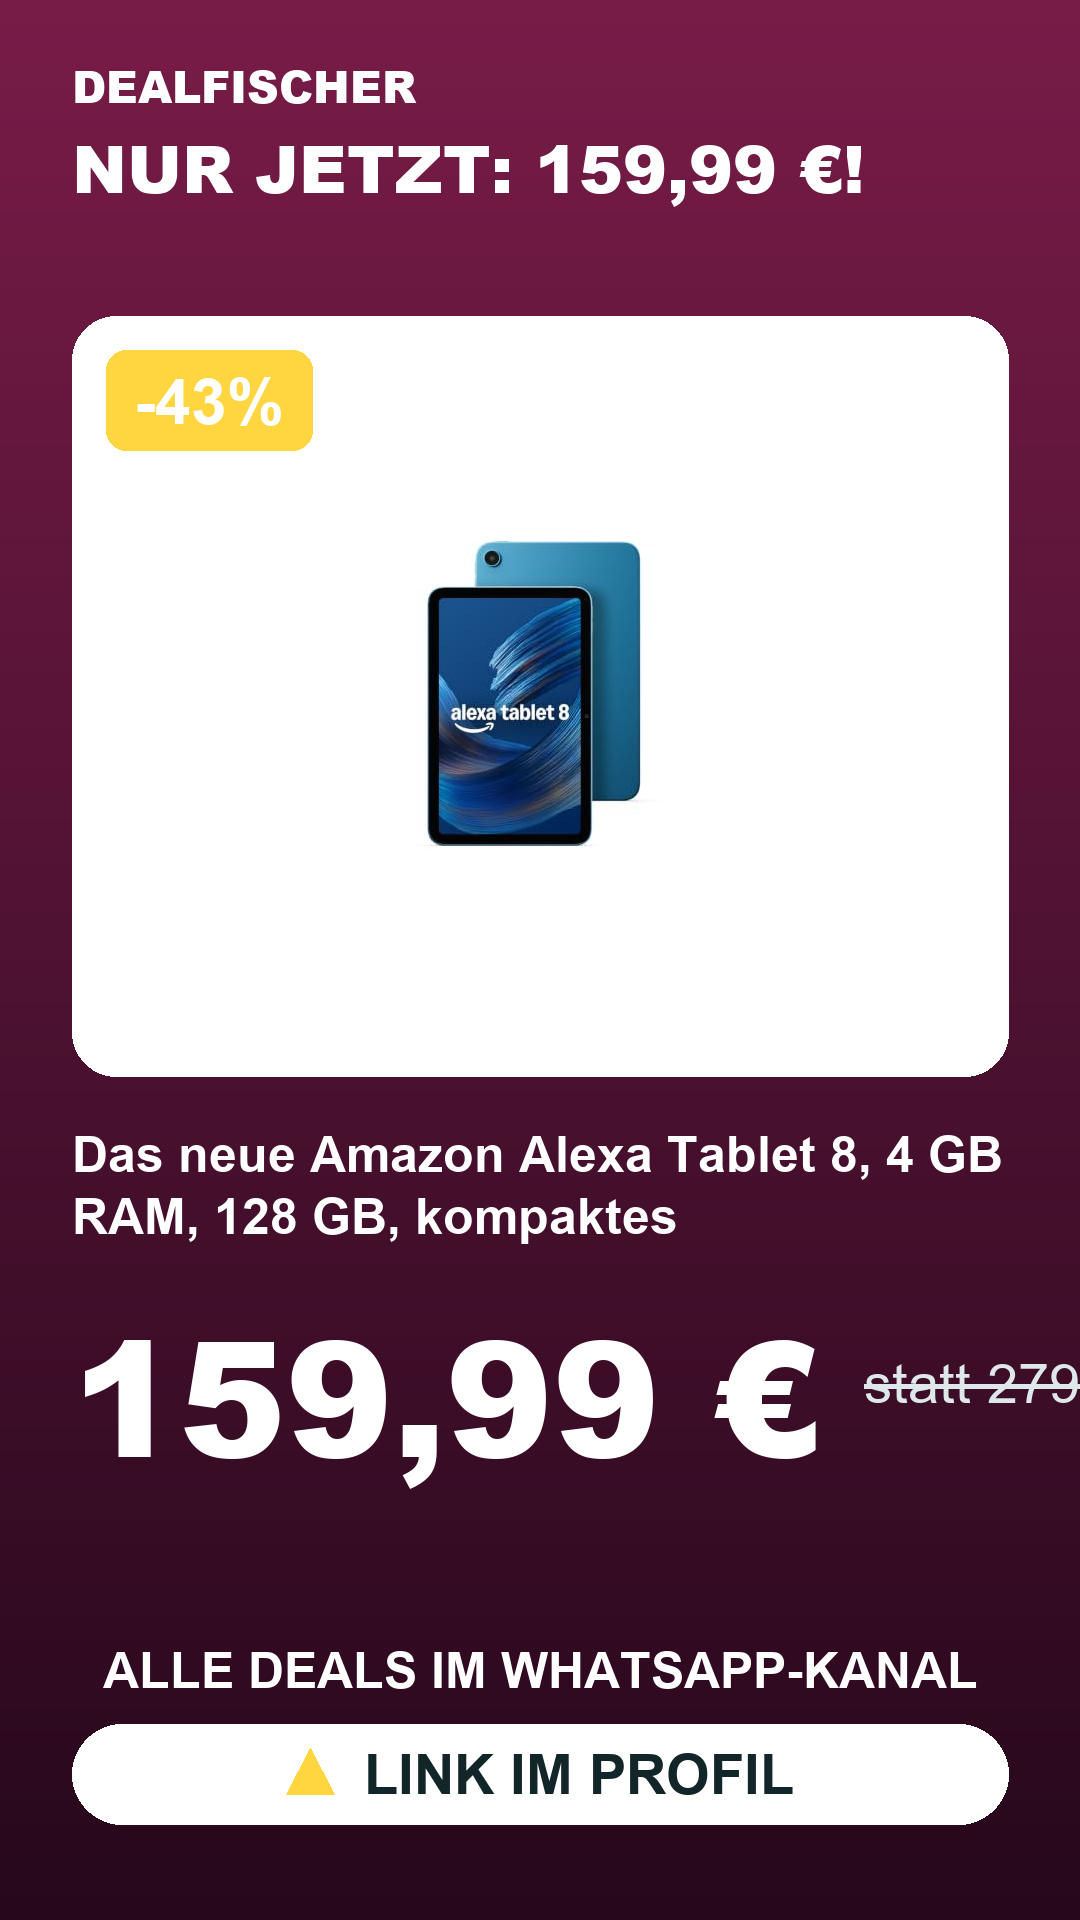 DEALFISCHER
NUR JETZT: 159,99 €!
-43%
alexa tablet 8
Das neue Amazon Alexa Tablet 8, 4 GB
RAM, 128 GB, kompaktes
159,99 € statt 279
ALLE DEALS IM WHATSAPP-KANAL
LINK IM PROFIL